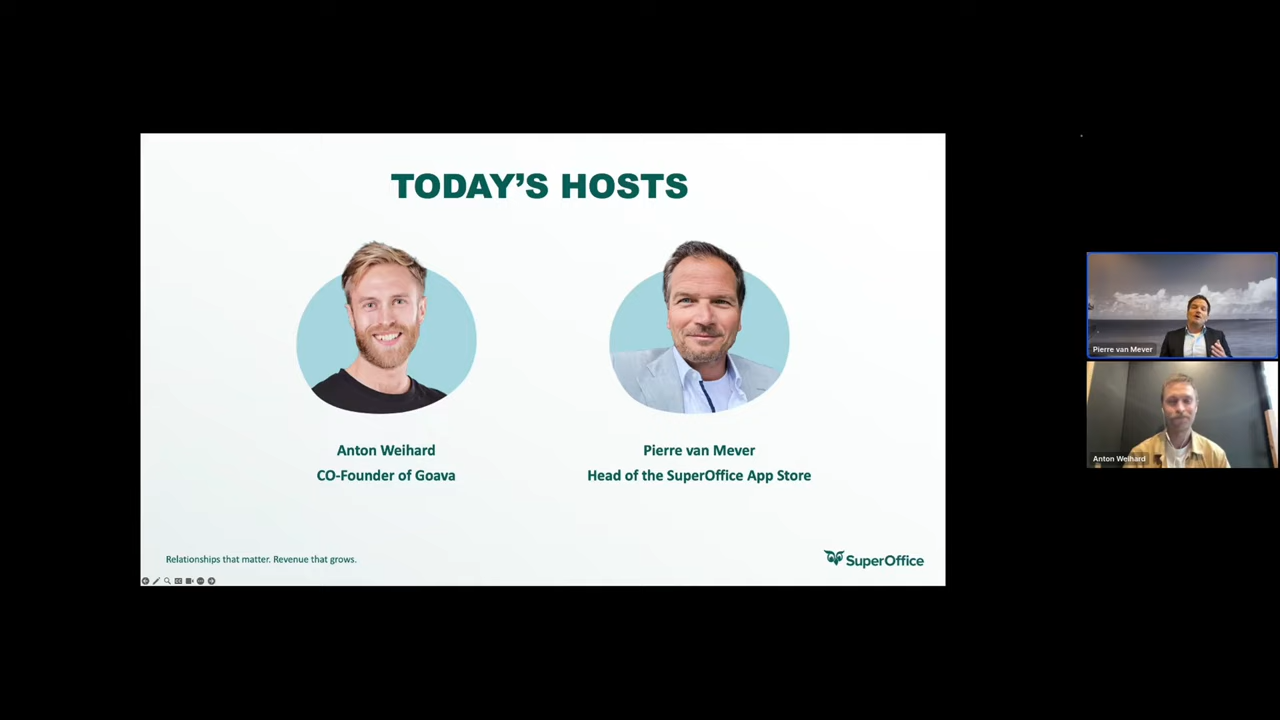 TODAY'S HOSTS
Anton Weihard
CO-Founder of Goava
Pierre van Mever
Head of the SuperOffice App Store
Relationships that matter. Revenue that grows.
SuperOffice
Pierre van Mever
Anton Weihard